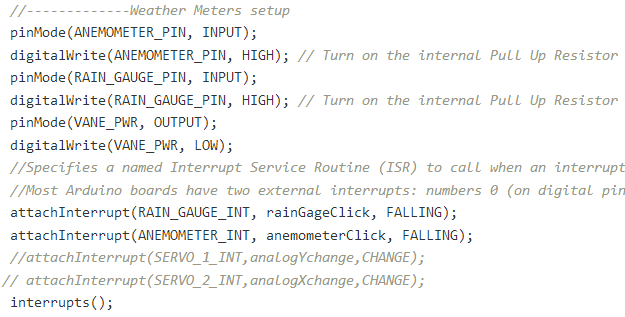 //-------------Weather Meters setup
pinMode(ANEMOMETER_PIN, INPUT);
digitalWrite(ANEMOMETER_PIN, HIGH); // Turn on the internal Pull Up Resistor
pinMode(RAIN_GAUGE_PIN, INPUT);
digitalWrite(RAIN_GAUGE_PIN, HIGH); // Turn on the internal Pull Up Resistor
pinMode(VANE_PWR, OUTPUT);
digitalWrite(VANE_PWR, LOW);
//Specifies a named Interrupt Service Routine (ISR) to call when an interrupt
//Most Arduino boards have two external interrupts: numbers 0 (on digital pin
attachInterrupt(RAIN_GAUGE_INT, rainGageClick, FALLING);
attachInterrupt(ANEMOMETER_INT, anemometerClick, FALLING);
//attachInterrupt(SERVO_1_INT,analogYchange,CHANGE);
// attachInterrupt(SERVO_2_INT,analogXchange,CHANGE);
interrupts();